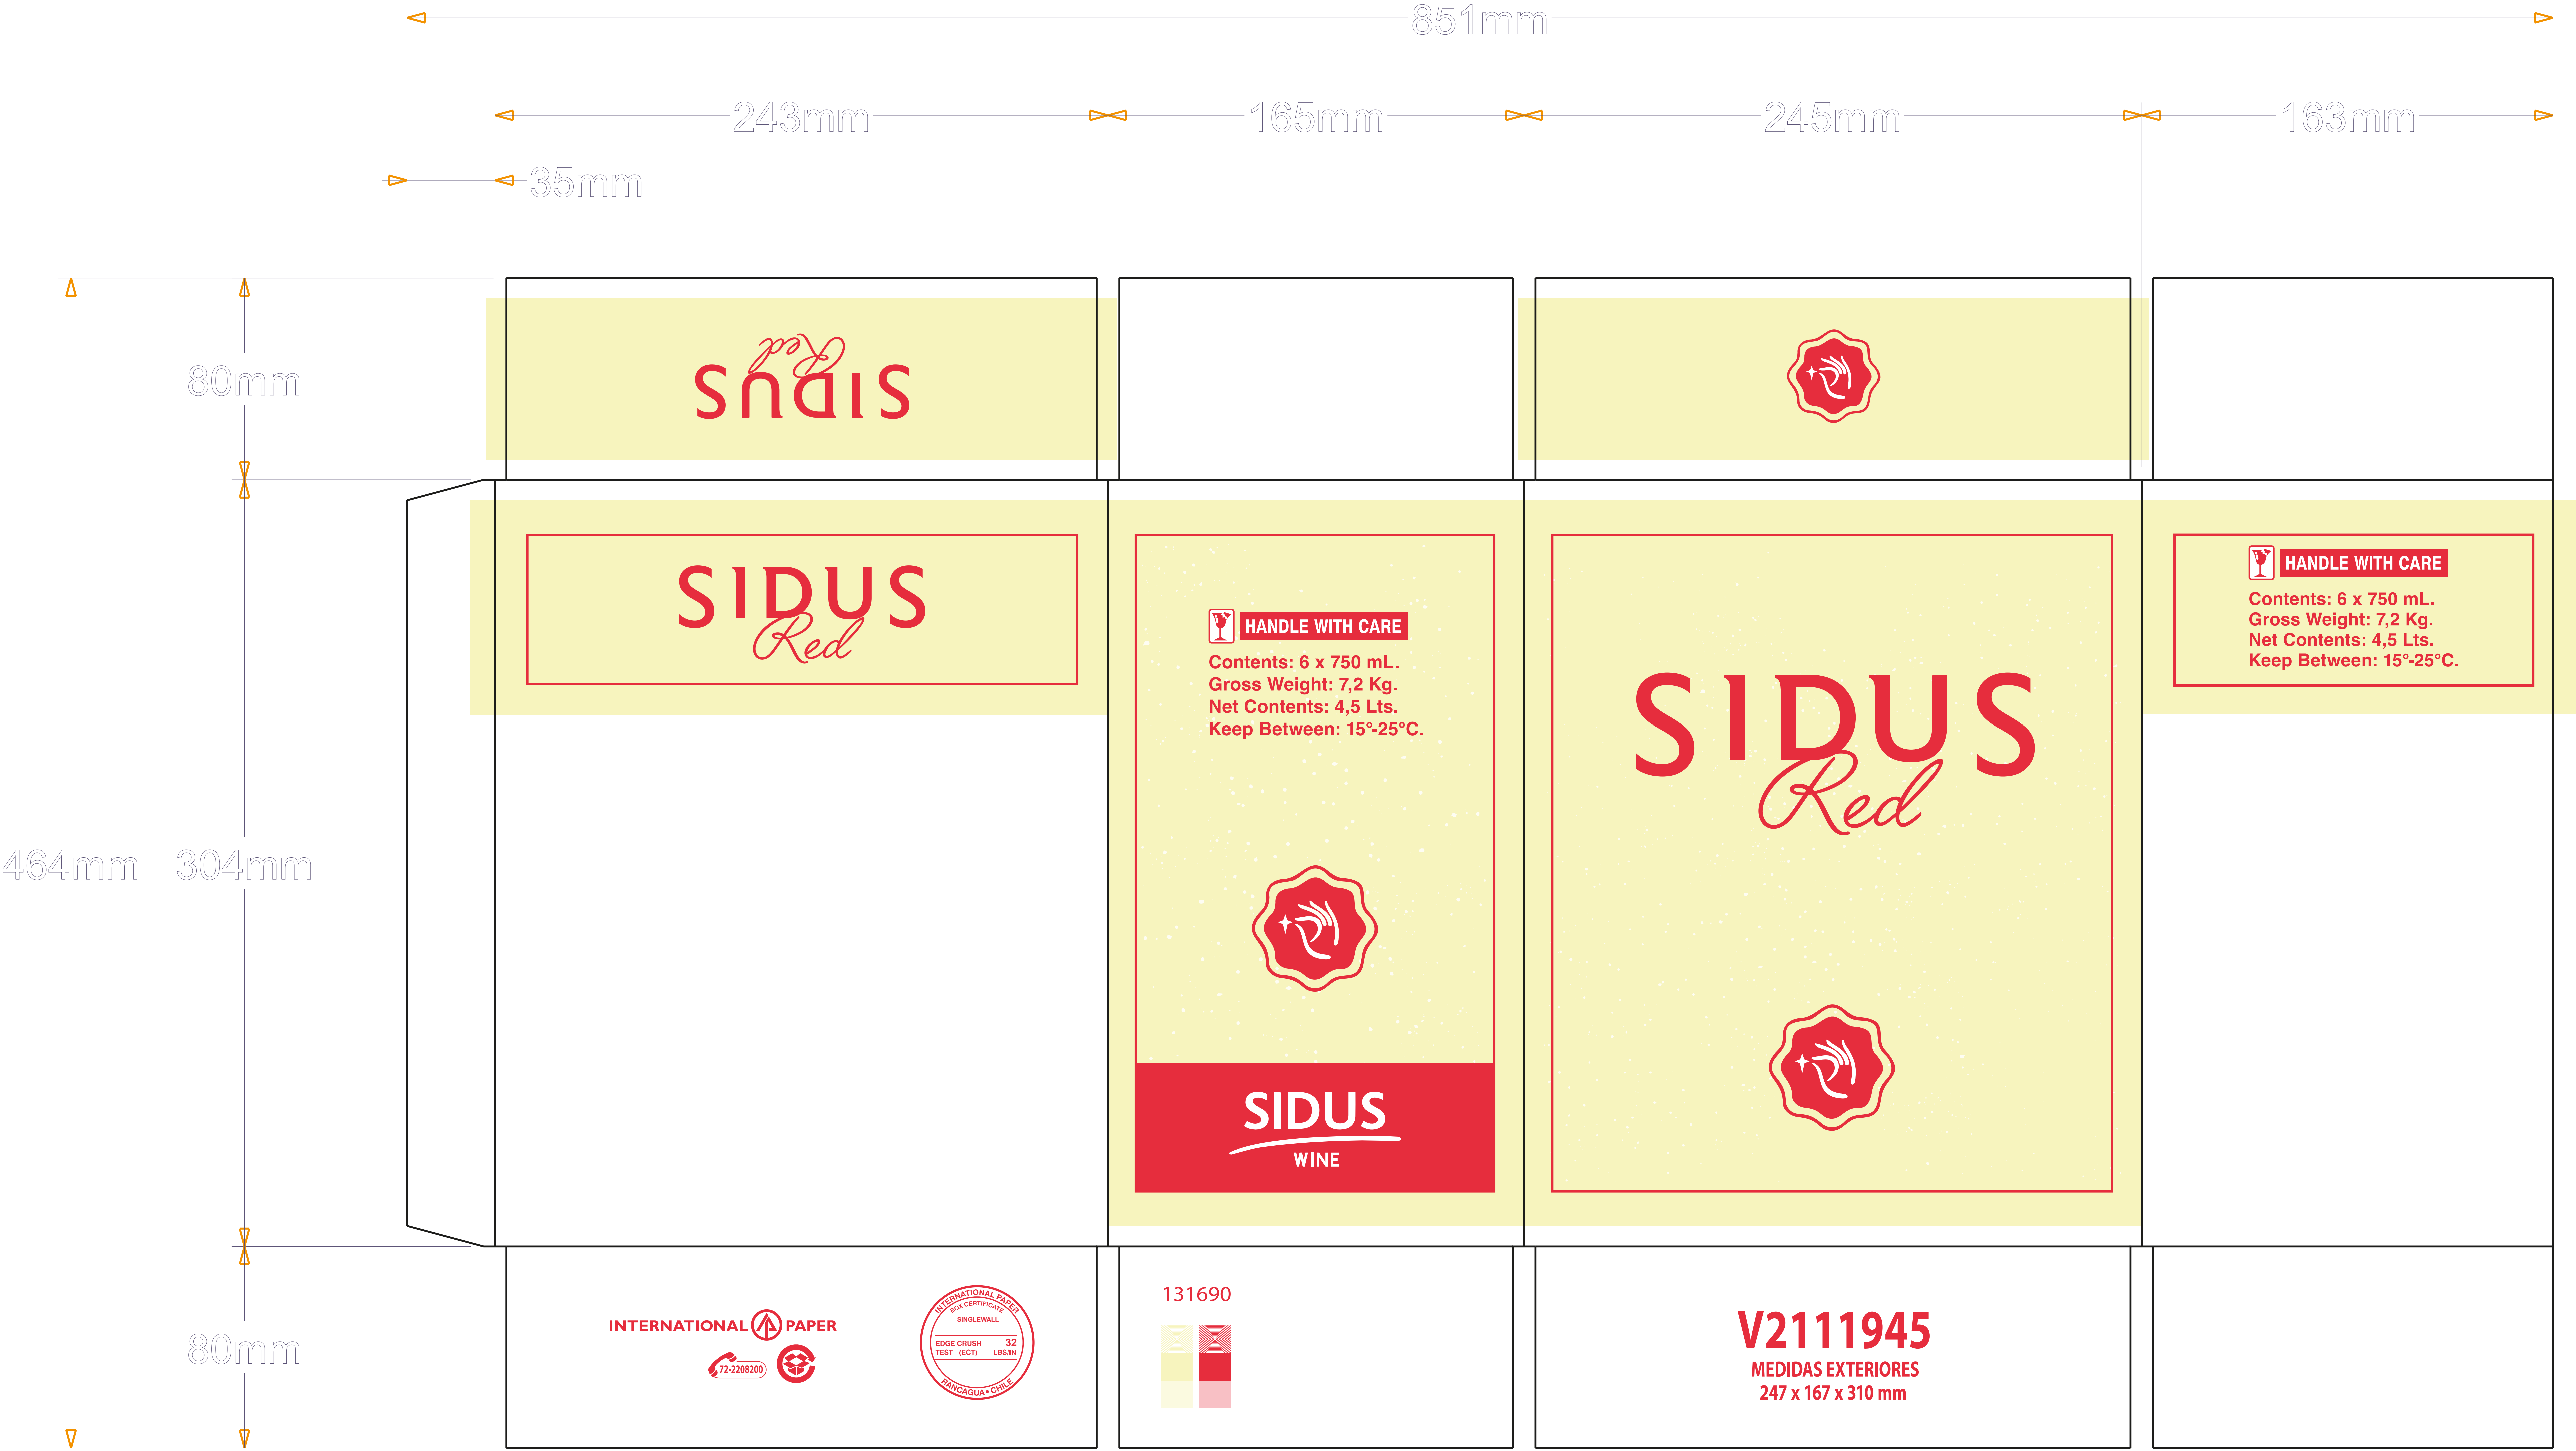 851mm
243mm
165mm
245mm
163mm
35mm
80mm
SIDUS
Red
464mm
304mm
SIDUS
Red
HANDLE WITH CARE
Contents: 6 x 750 mL.
Gross Weight: 7,2 Kg.
Net Contents: 4,5 Lts.
Keep Between: 15°-25°C.
SIDUS
WINE
SIDUS
Red
HANDLE WITH CARE
Contents: 6 x 750 mL.
Gross Weight: 7,2 Kg.
Net Contents: 4,5 Lts.
Keep Between: 15°-25°C.
80mm
INTERNATIONAL PAPER
72-2208200
INTERNATIONAL PAPER
BOX CERTIFICATE
SINGLEWALL
EDGE CRUSH 32
TEST (ECT) LBS/IN
RANCAGUA • CHILE
131690
V2111945
MEDIDAS EXTERIORES
247 x 167 x 310 mm